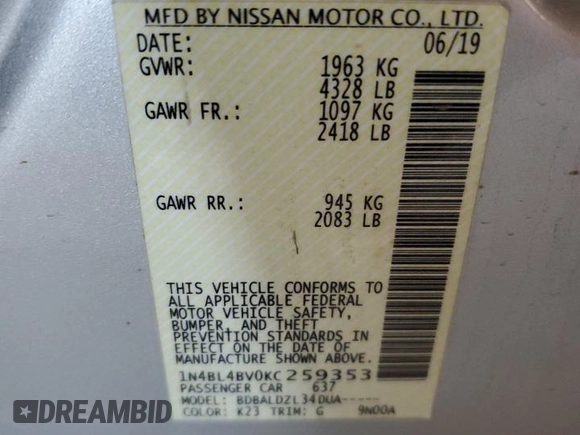 MFD BY NISSAN MOTOR CO., LTD.
DATE: 06/19
GVWR: 1963 KG
4328 LB
GAWR FR.: 1097 KG
2418 LB
GAWR RR.: 945 KG
2083 LB
THIS VEHICLE CONFORMS TO
ALL APPLICABLE FEDERAL
MOTOR VEHICLE SAFETY,
BUMPER, AND THEFT
PREVENTION STANDARDS IN
EFFECT ON THE DATE OF
MANUFACTURE SHOWN ABOVE.
1N4BL4BV0KC259353
PASSENGER CAR 637
MODEL: BDBALDZL34DUA-----
COLOR: K23 TRIM: G 9N00A
AUTOBIDCAR